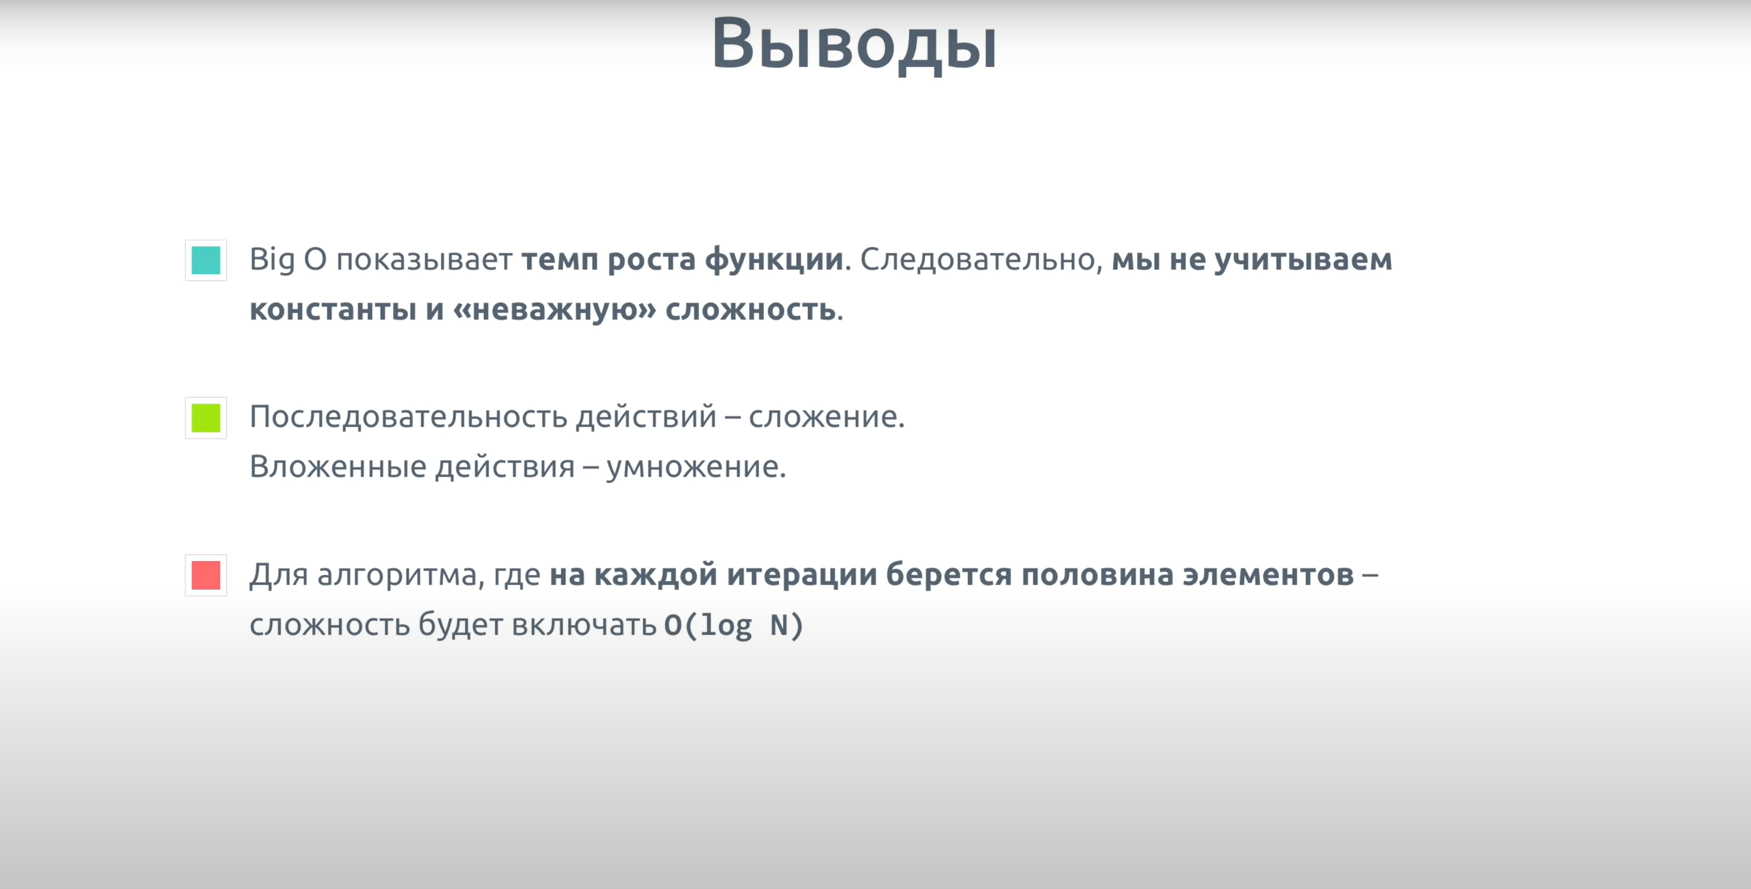 Выводы
Big O показывает темп роста функции. Следовательно, мы не учитываем
константы и «неважную» сложность.
Последовательность действий – сложение.
Вложенные действия – умножение.
Для алгоритма, где на каждой итерации берется половина элементов –
сложность будет включать O(log N)